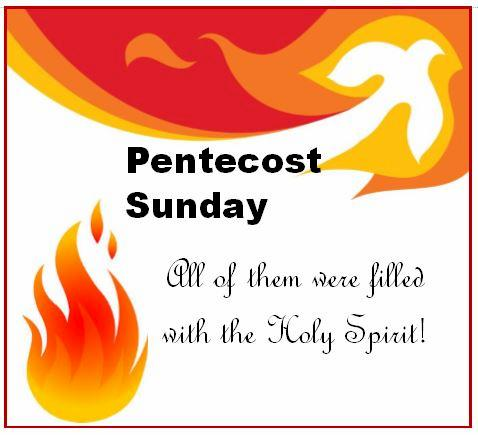 Pentecost
Sunday
All of them were filled
with the Holy Spirit!